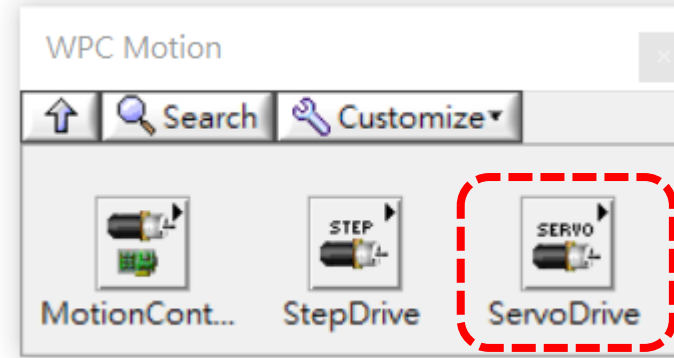 WPC Motion
Search Customize
STEP SERVO
MotionCont... StepDrive ServoDrive